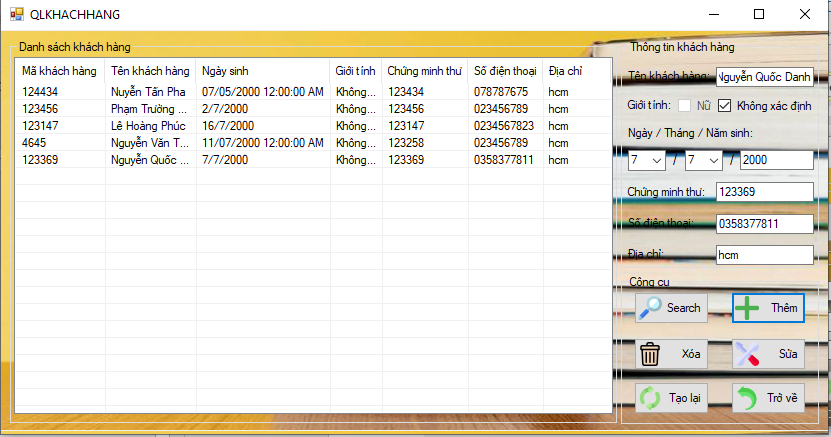 QLKHACHHANG
Danh sách khách hàng
Mã khách hàng Tên khách hàng Ngày sinh Giới tính Chứng minh thư Số điện thoại Địa chỉ
124434 Nuyễn Tấn Pha 07/05/2000 12:00:00 AM Không... 123434 078787675 hcm
123456 Phạm Trường ... 2/7/2000 Không... 123456 023456789 hcm
123147 Lê Hoàng Phúc 16/7/2000 Không... 123147 0234567823 hcm
4645 Nguyễn Văn T... 11/07/2000 12:00:00 AM Không... 123258 023456789 hcm
123369 Nguyễn Quốc ... 7/7/2000 Không... 123369 0358377811 hcm
Thông tin khách hàng
Tên khách hàng: Nguyễn Quốc Danh
Giới tính: Nữ Không xác định
Ngày / Tháng / Năm sinh:
7 / 7 / 2000
Chứng minh thư: 123369
Số điện thoại: 0358377811
Địa chỉ: hcm
Công cụ
Search Thêm
Xóa Sửa
Tạo lại Trở về